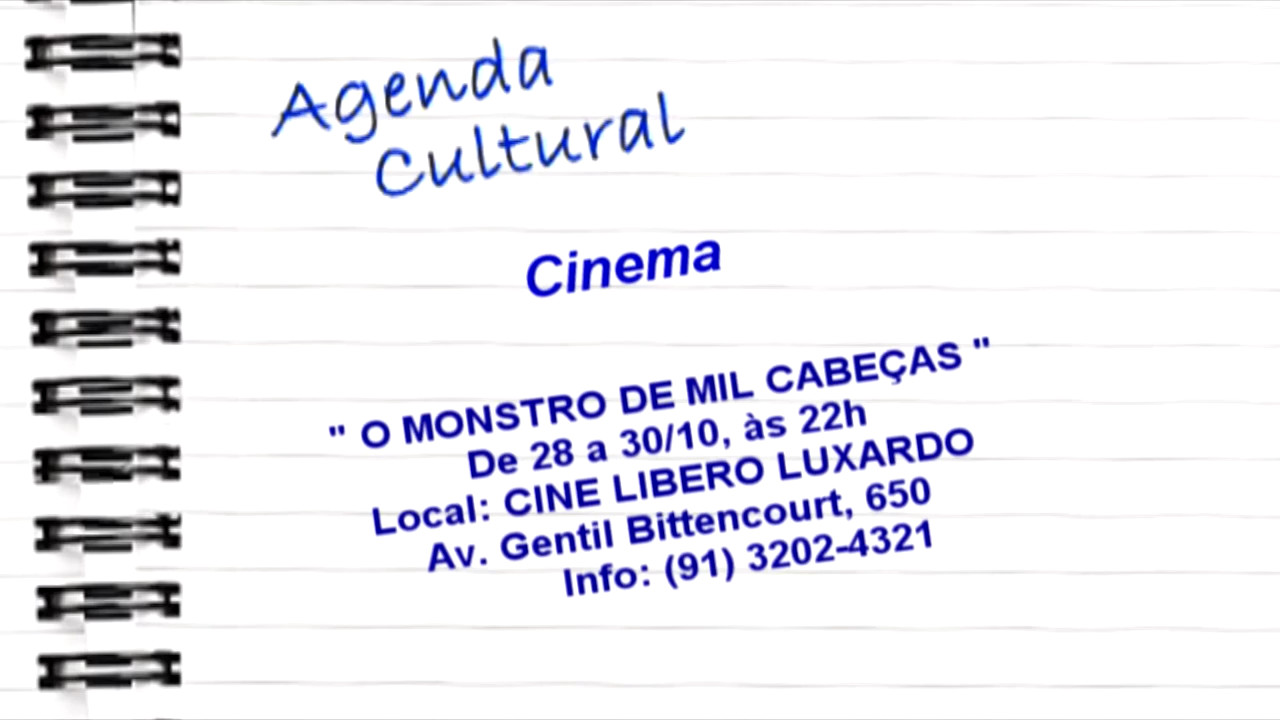 Agenda
Cultural
Cinema
" O MONSTRO DE MIL CABEÇAS "
De 28 a 30/10, às 22h
Local: CINE LIBERO LUXARDO
Av. Gentil Bittencourt, 650
Info: (91) 3202-4321